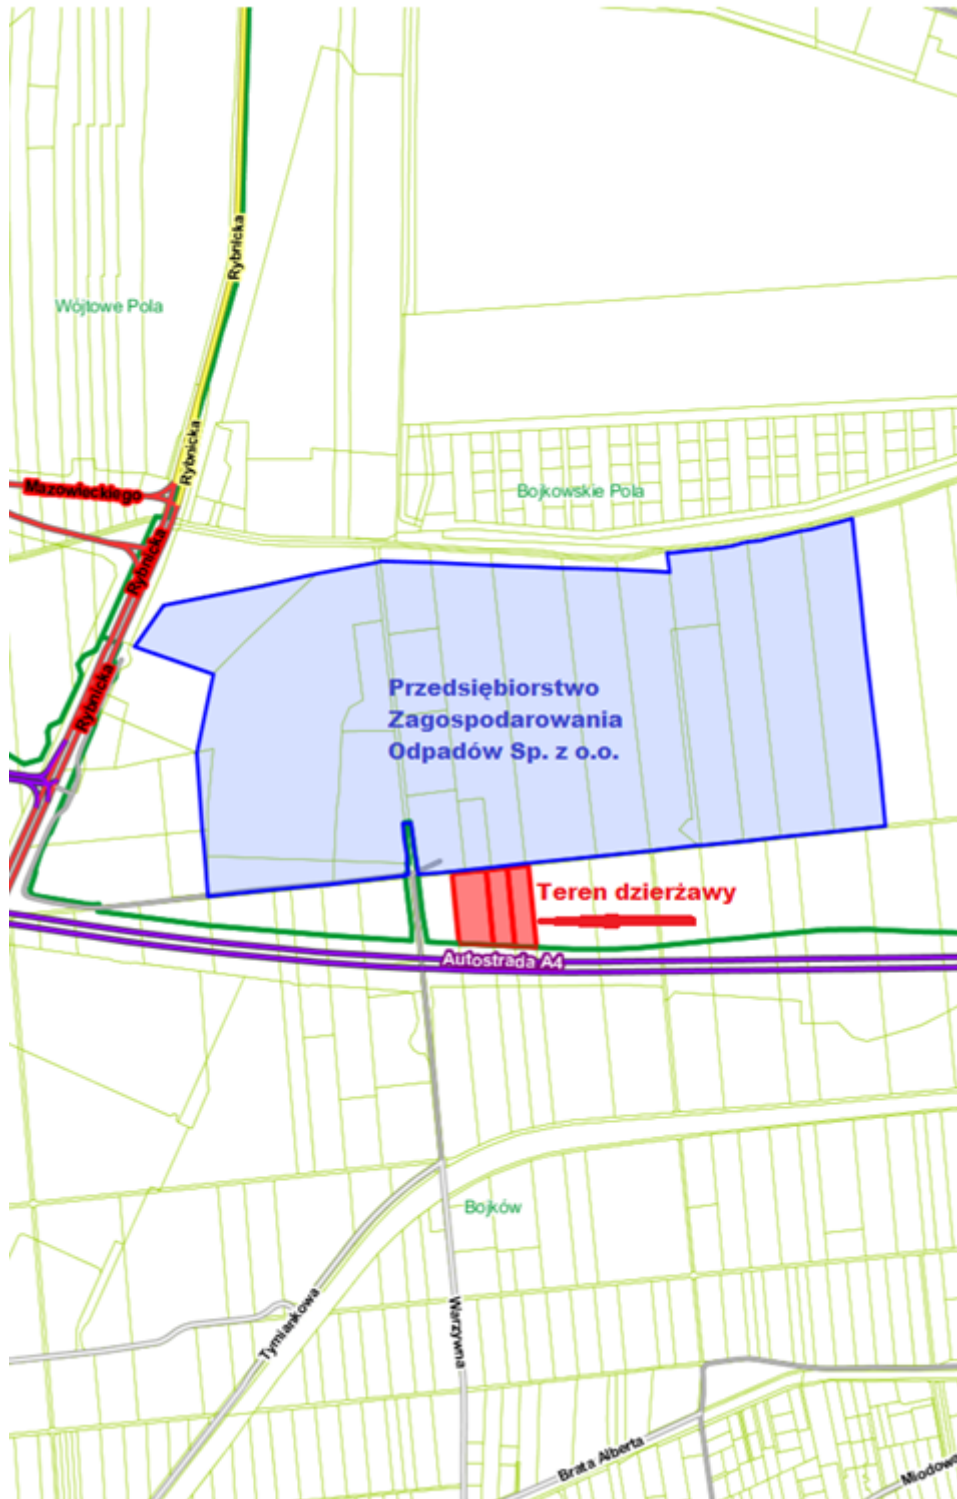 Rybnicka
Wójtowe Pola
Rybnicka
Mazowieckiego
Bojkowskie Pola
Rybnicka
Rybnicka
Przedsiębiorstwo
Zagospodarowania
Odpadów Sp. z o.o.
Teren dzierżawy
Autostrada A4
Bojków
Tymiankowa
Warzywna
Brata Alberta
Miodowa